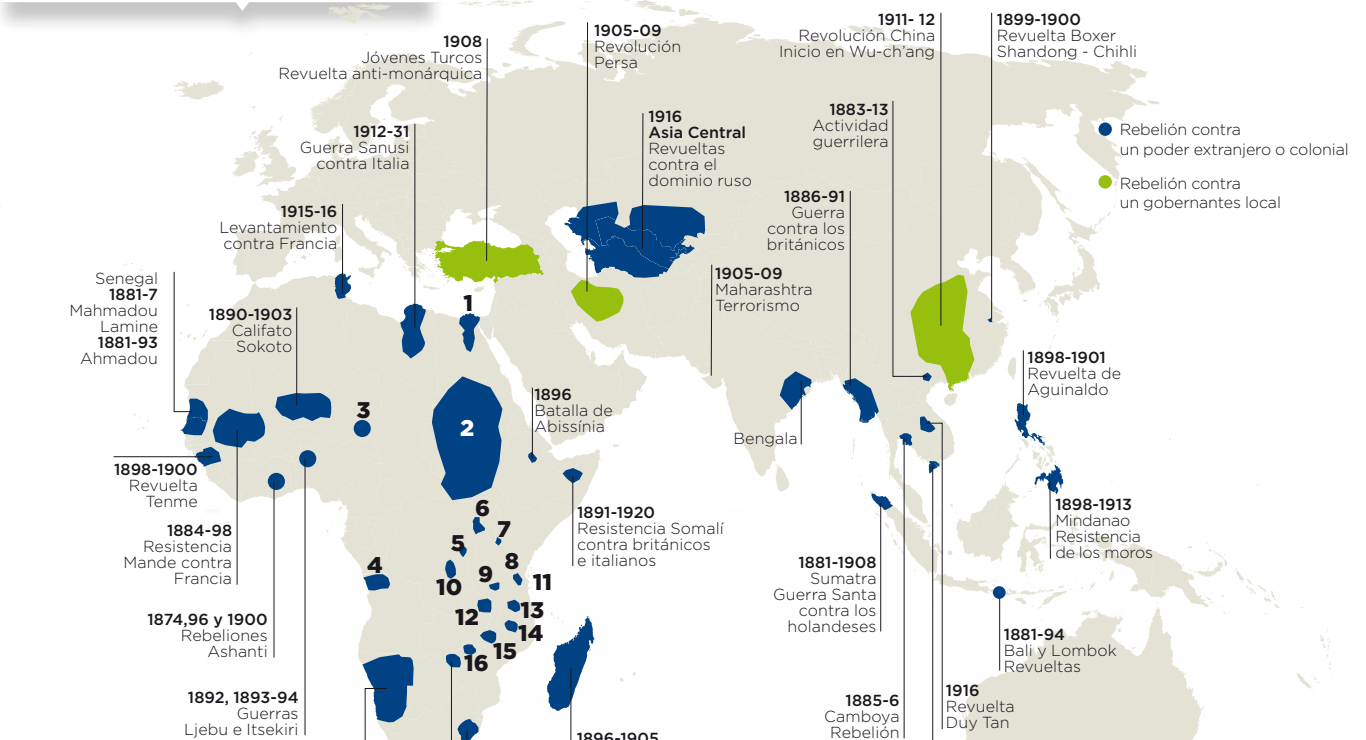 1908
Jóvenes Turcos
Revuelta anti-monárquica
1905-09
Revolución
Persa
1911- 12
Revolución China
Inicio en Wu-ch’ang
1899-1900
Revuelta Boxer
Shandong - Chihli
1912-31
Guerra Sanusi
contra Italia
1916
Asia Central
Revueltas
contra el
dominio ruso
1883-13
Actividad
guerrilera
Rebelión contra
un poder extranjero o colonial
Rebelión contra
un gobernantes local
1915-16
Levantamiento
contra Francia
1886-91
Guerra
contra los
británicos
Senegal
1881-7
Mahmadou
Lamine
1881-93
Ahmadou
1890-1903
Califato
Sokoto
1905-09
Maharashtra
Terrorismo
1
2
3
1896
Batalla de
Abissínia
Bengala
1898-1901
Revuelta de
Aguinaldo
1898-1900
Revuelta
Tenme
1884-98
Resistencia
Mande contra
Francia
1891-1920
Resistencia Somalí
contra británicos
e italianos
1898-1913
Mindanao
Resistencia
de los moros
4
5
6
7
8
9
10
11
12
13
14
15
16
1881-1908
Sumatra
Guerra Santa
contra los
holandeses
1874,96 y 1900
Rebeliones
Ashanti
1881-94
Bali y Lombok
Revueltas
1892, 1893-94
Guerras
Ljebu e Itsekiri
1885-6
Camboya
Rebelión
1916
Revuelta
Duy Tan
1896-1905